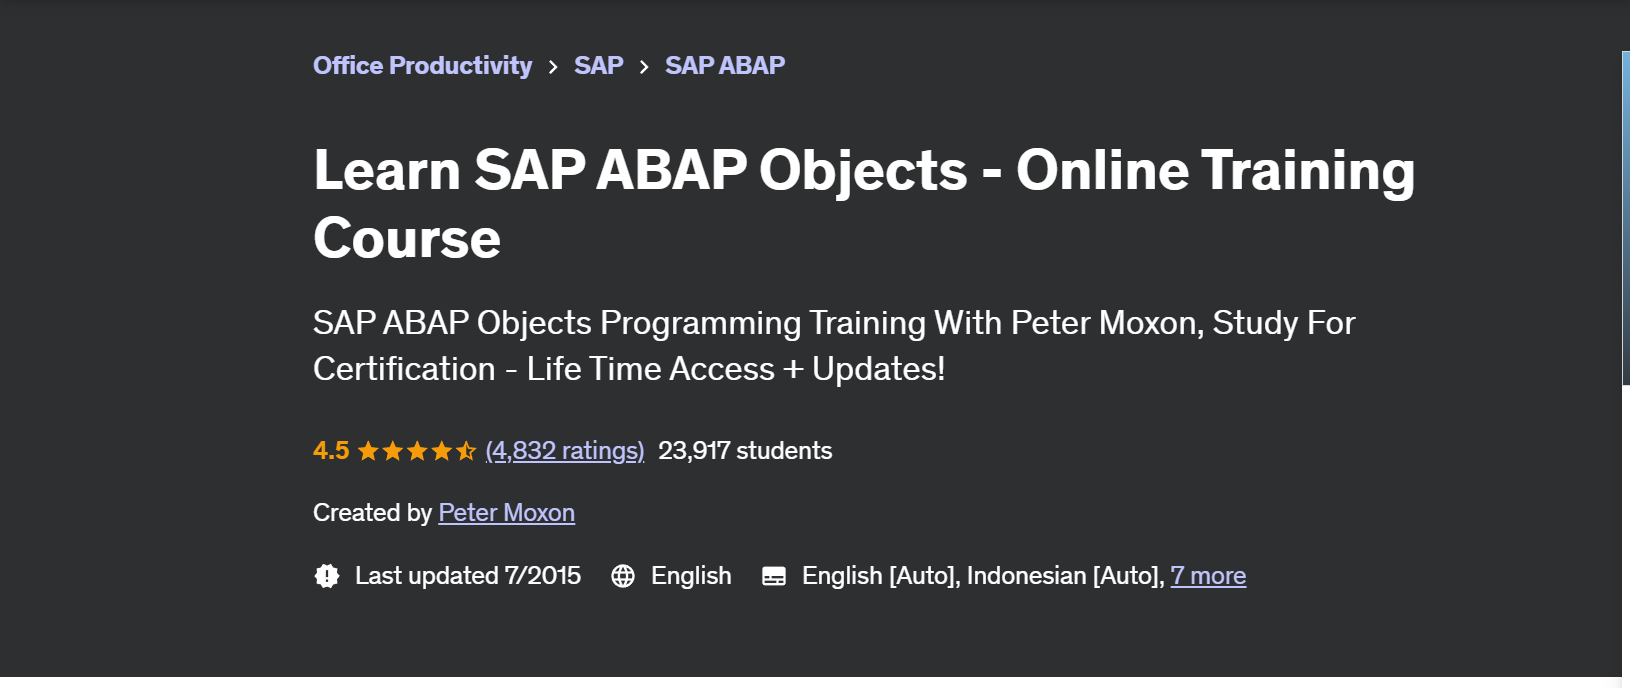 Office Productivity > SAP > SAP ABAP
Learn SAP ABAP Objects - Online Training
Course
SAP ABAP Objects Programming Training With Peter Moxon, Study For
Certification - Life Time Access + Updates!
4.5 (4,832 ratings) 23,917 students
Created by Peter Moxon
Last updated 7/2015 English English [Auto], Indonesian [Auto], 7 more